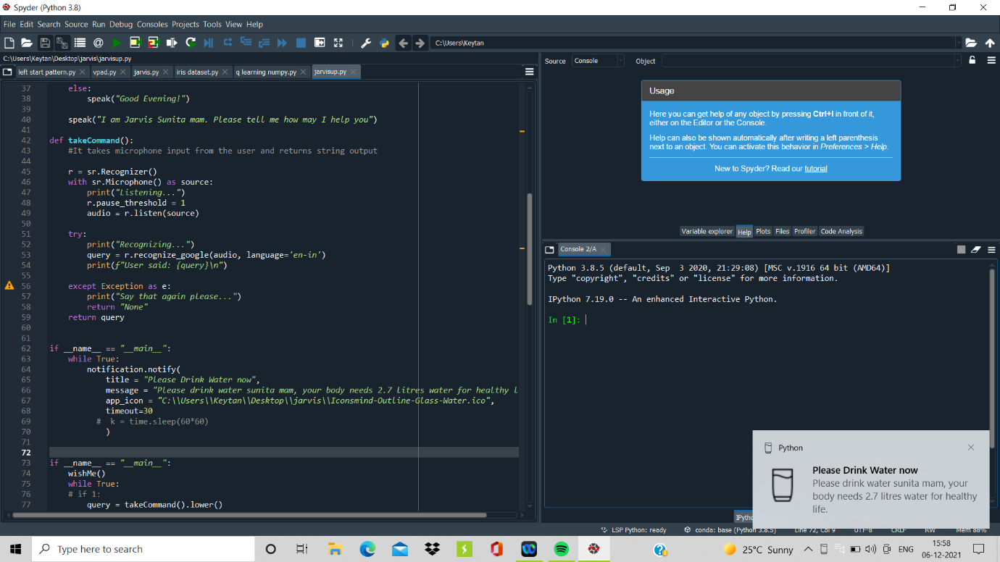 Spyder (Python 3.8)
File Edit Search Source Run Debug Consoles Projects Tools View Help
C:\Users\Keytan
C:\Users\Keytan\Desktop\jarvis\jarvisup.py
left start pattern.py vpad.py jarvis.py iris dataset.py q learning numpy.py jarvisup.py
37 else:
38 speak("Good Evening!")
39
40 speak("I am Jarvis Sunita mam. Please tell me how may I help you")
41
42 def takeCommand():
43 #It takes microphone input from the user and returns string output
44
45 r = sr.Recognizer()
46 with sr.Microphone() as source:
47 print("Listening...")
48 r.pause_threshold = 1
49 audio = r.listen(source)
50
51 try:
52 print("Recognizing...")
53 query = r.recognize_google(audio, language='en-in')
54 print(f"User said: {query}\n")
55
56 except Exception as e:
57 print("Say that again please...")
58 return "None"
59 return query
60
61
62 if __name__ == "__main__":
63 while True:
64 notification.notify(
65 title = "Please Drink Water now",
66 message = "Please drink water sunita mam, your body needs 2.7 litres water for healthy l
67 app_icon = "C:\\Users\\Keytan\\Desktop\\jarvis\\Iconsmind-Outline-Glass-Water.ico",
68 timeout=30
69 # k = time.sleep(60*60)
70 )
71
72
73 if __name__ == "__main__":
74 wishMe()
75 while True:
76 # if 1:
77 query = takeCommand().lower()
Source Console Object
Usage
Here you can get help of any object by pressing Ctrl+I in front of it,
either on the Editor or the Console.
Help can also be shown automatically after writing a left parenthesis
next to an object. You can activate this behavior in Preferences > Help.
New to Spyder? Read our tutorial
Variable explorer Help Plots Files Profiler Code Analysis
Console 2/A
Python 3.8.5 (default, Sep 3 2020, 21:29:08) [MSC v.1916 64 bit (AMD64)]
Type "copyright", "credits" or "license" for more information.
IPython 7.19.0 -- An enhanced Interactive Python.
In [1]:
Python
Please Drink Water now
Please drink water sunita mam, your
body needs 2.7 litres water for healthy
life.
LSP Python: ready conda: base (Python 3.8.5) Line 72, Col 9 UTF-8 CRLF RW Mem 88%
Type here to search
25°C Sunny ENG
15:58
06-12-2021